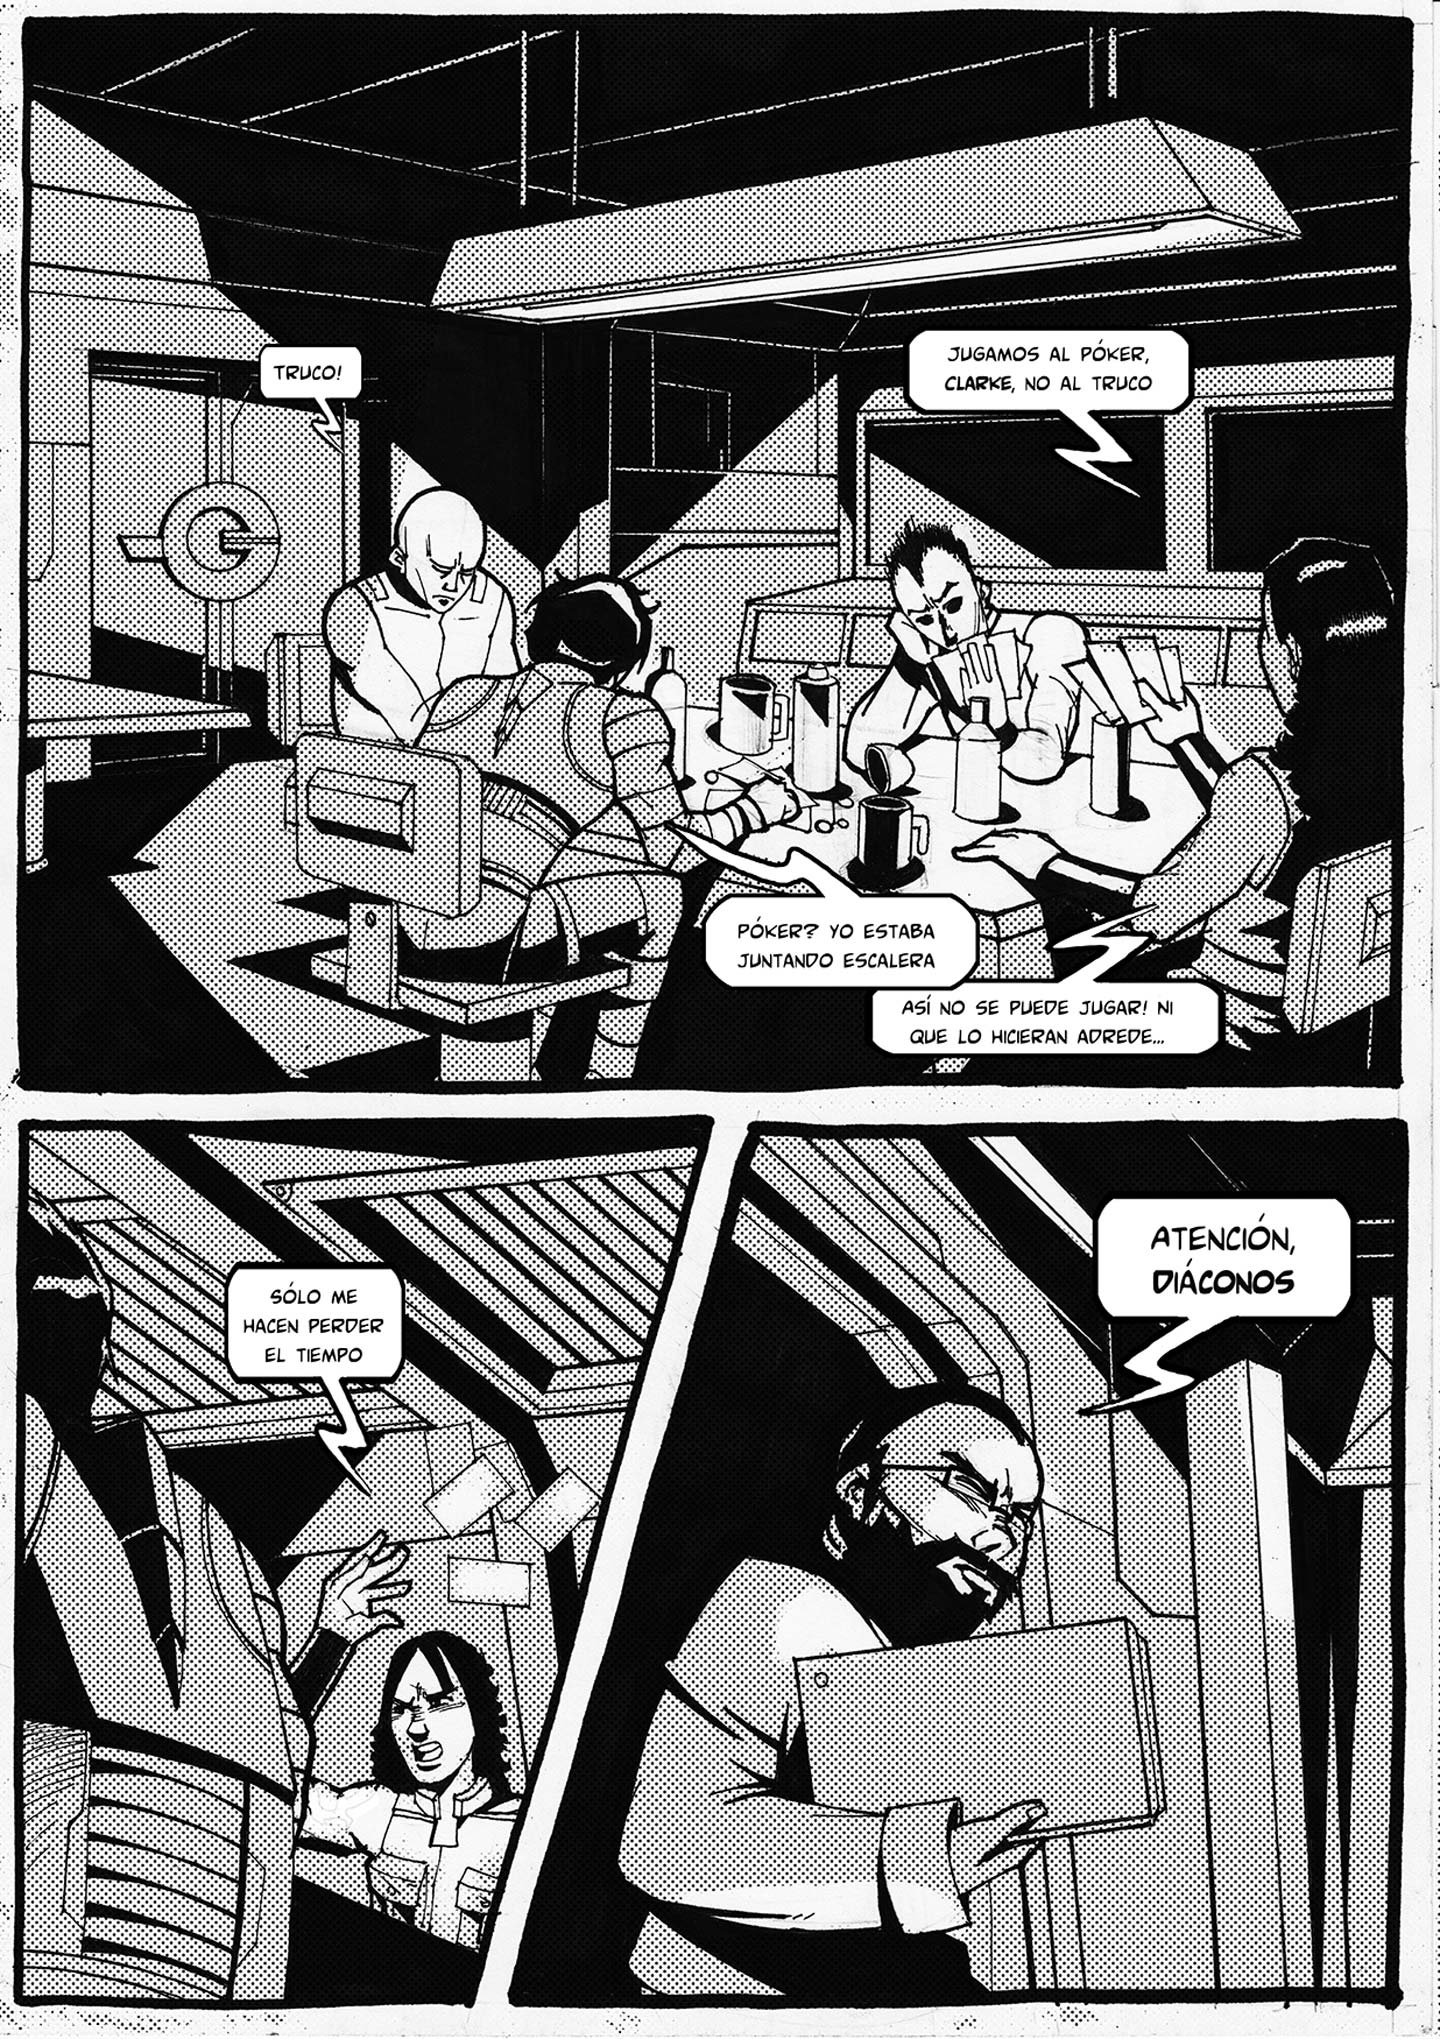 TRUCO!
JUGAMOS AL PÓKER,
CLARKE, NO AL TRUCO
PÓKER? YO ESTABA
JUNTANDO ESCALERA
ASÍ NO SE PUEDE JUGAR! NI
QUE LO HICIERAN ADREDE...
SÓLO ME
HACEN PERDER
EL TIEMPO
ATENCIÓN,
DIÁCONOS